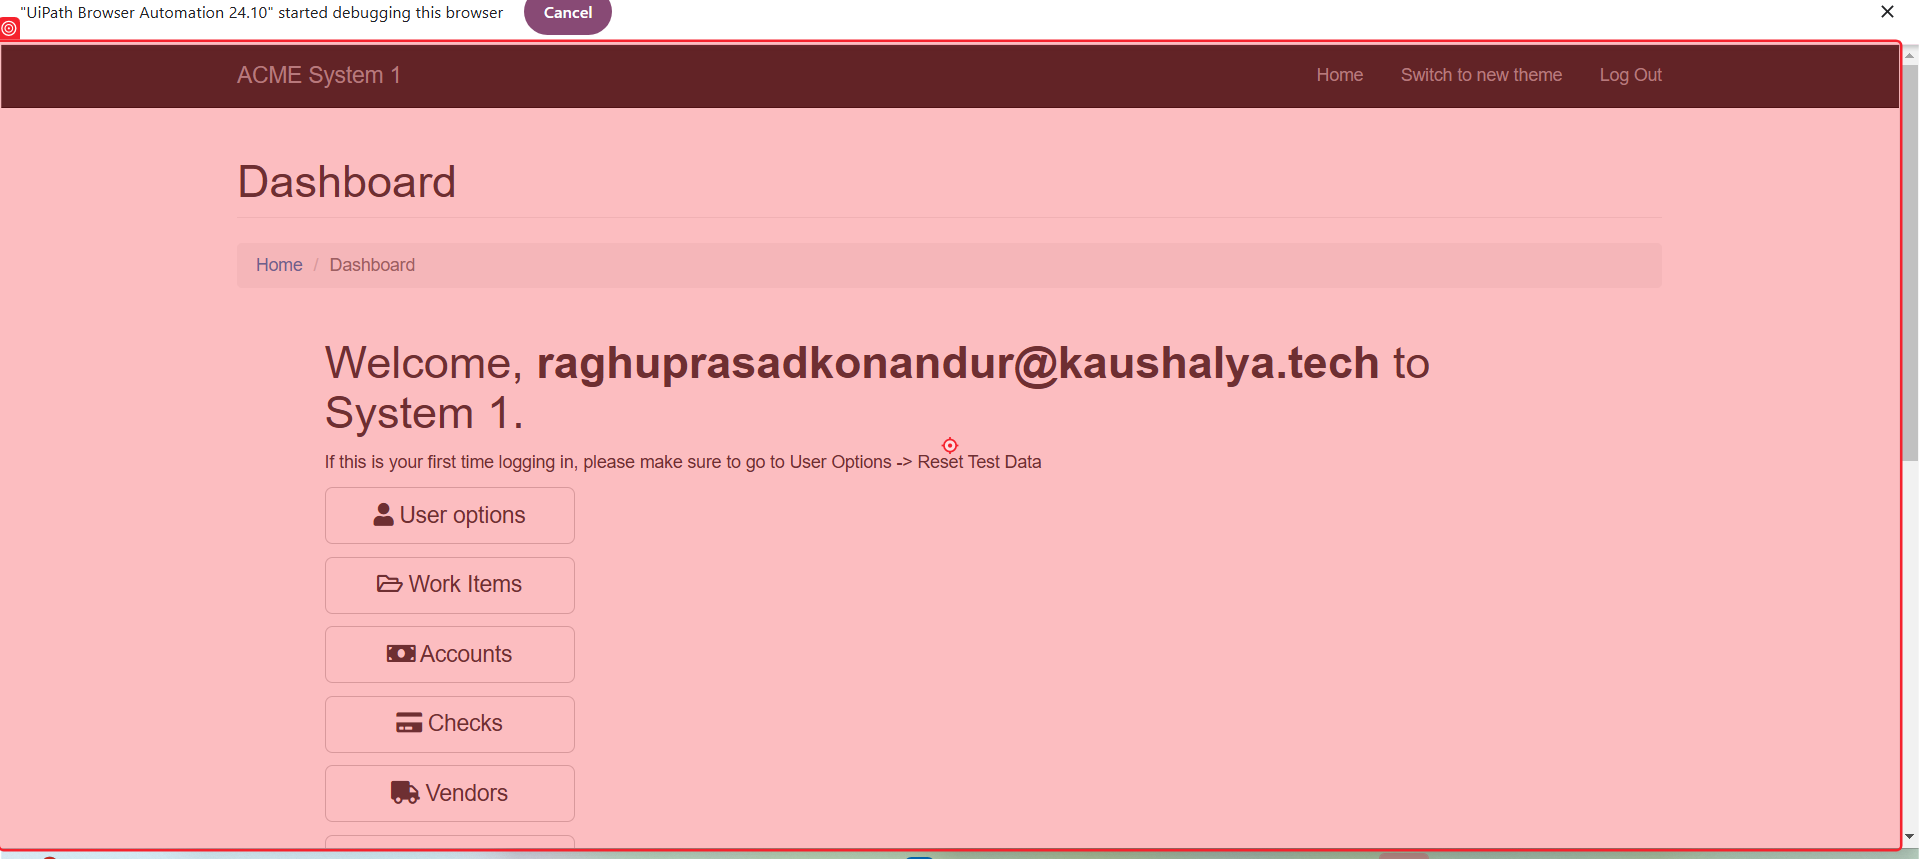 "UiPath Browser Automation 24.10" started debugging this browser
Cancel
ACME System 1
Home
Switch to new theme
Log Out
Dashboard
Home / Dashboard
Welcome, raghuprasadkonandur@kaushalya.tech to
System 1.
If this is your first time logging in, please make sure to go to User Options -> Reset Test Data
User options
Work Items
Accounts
Checks
Vendors